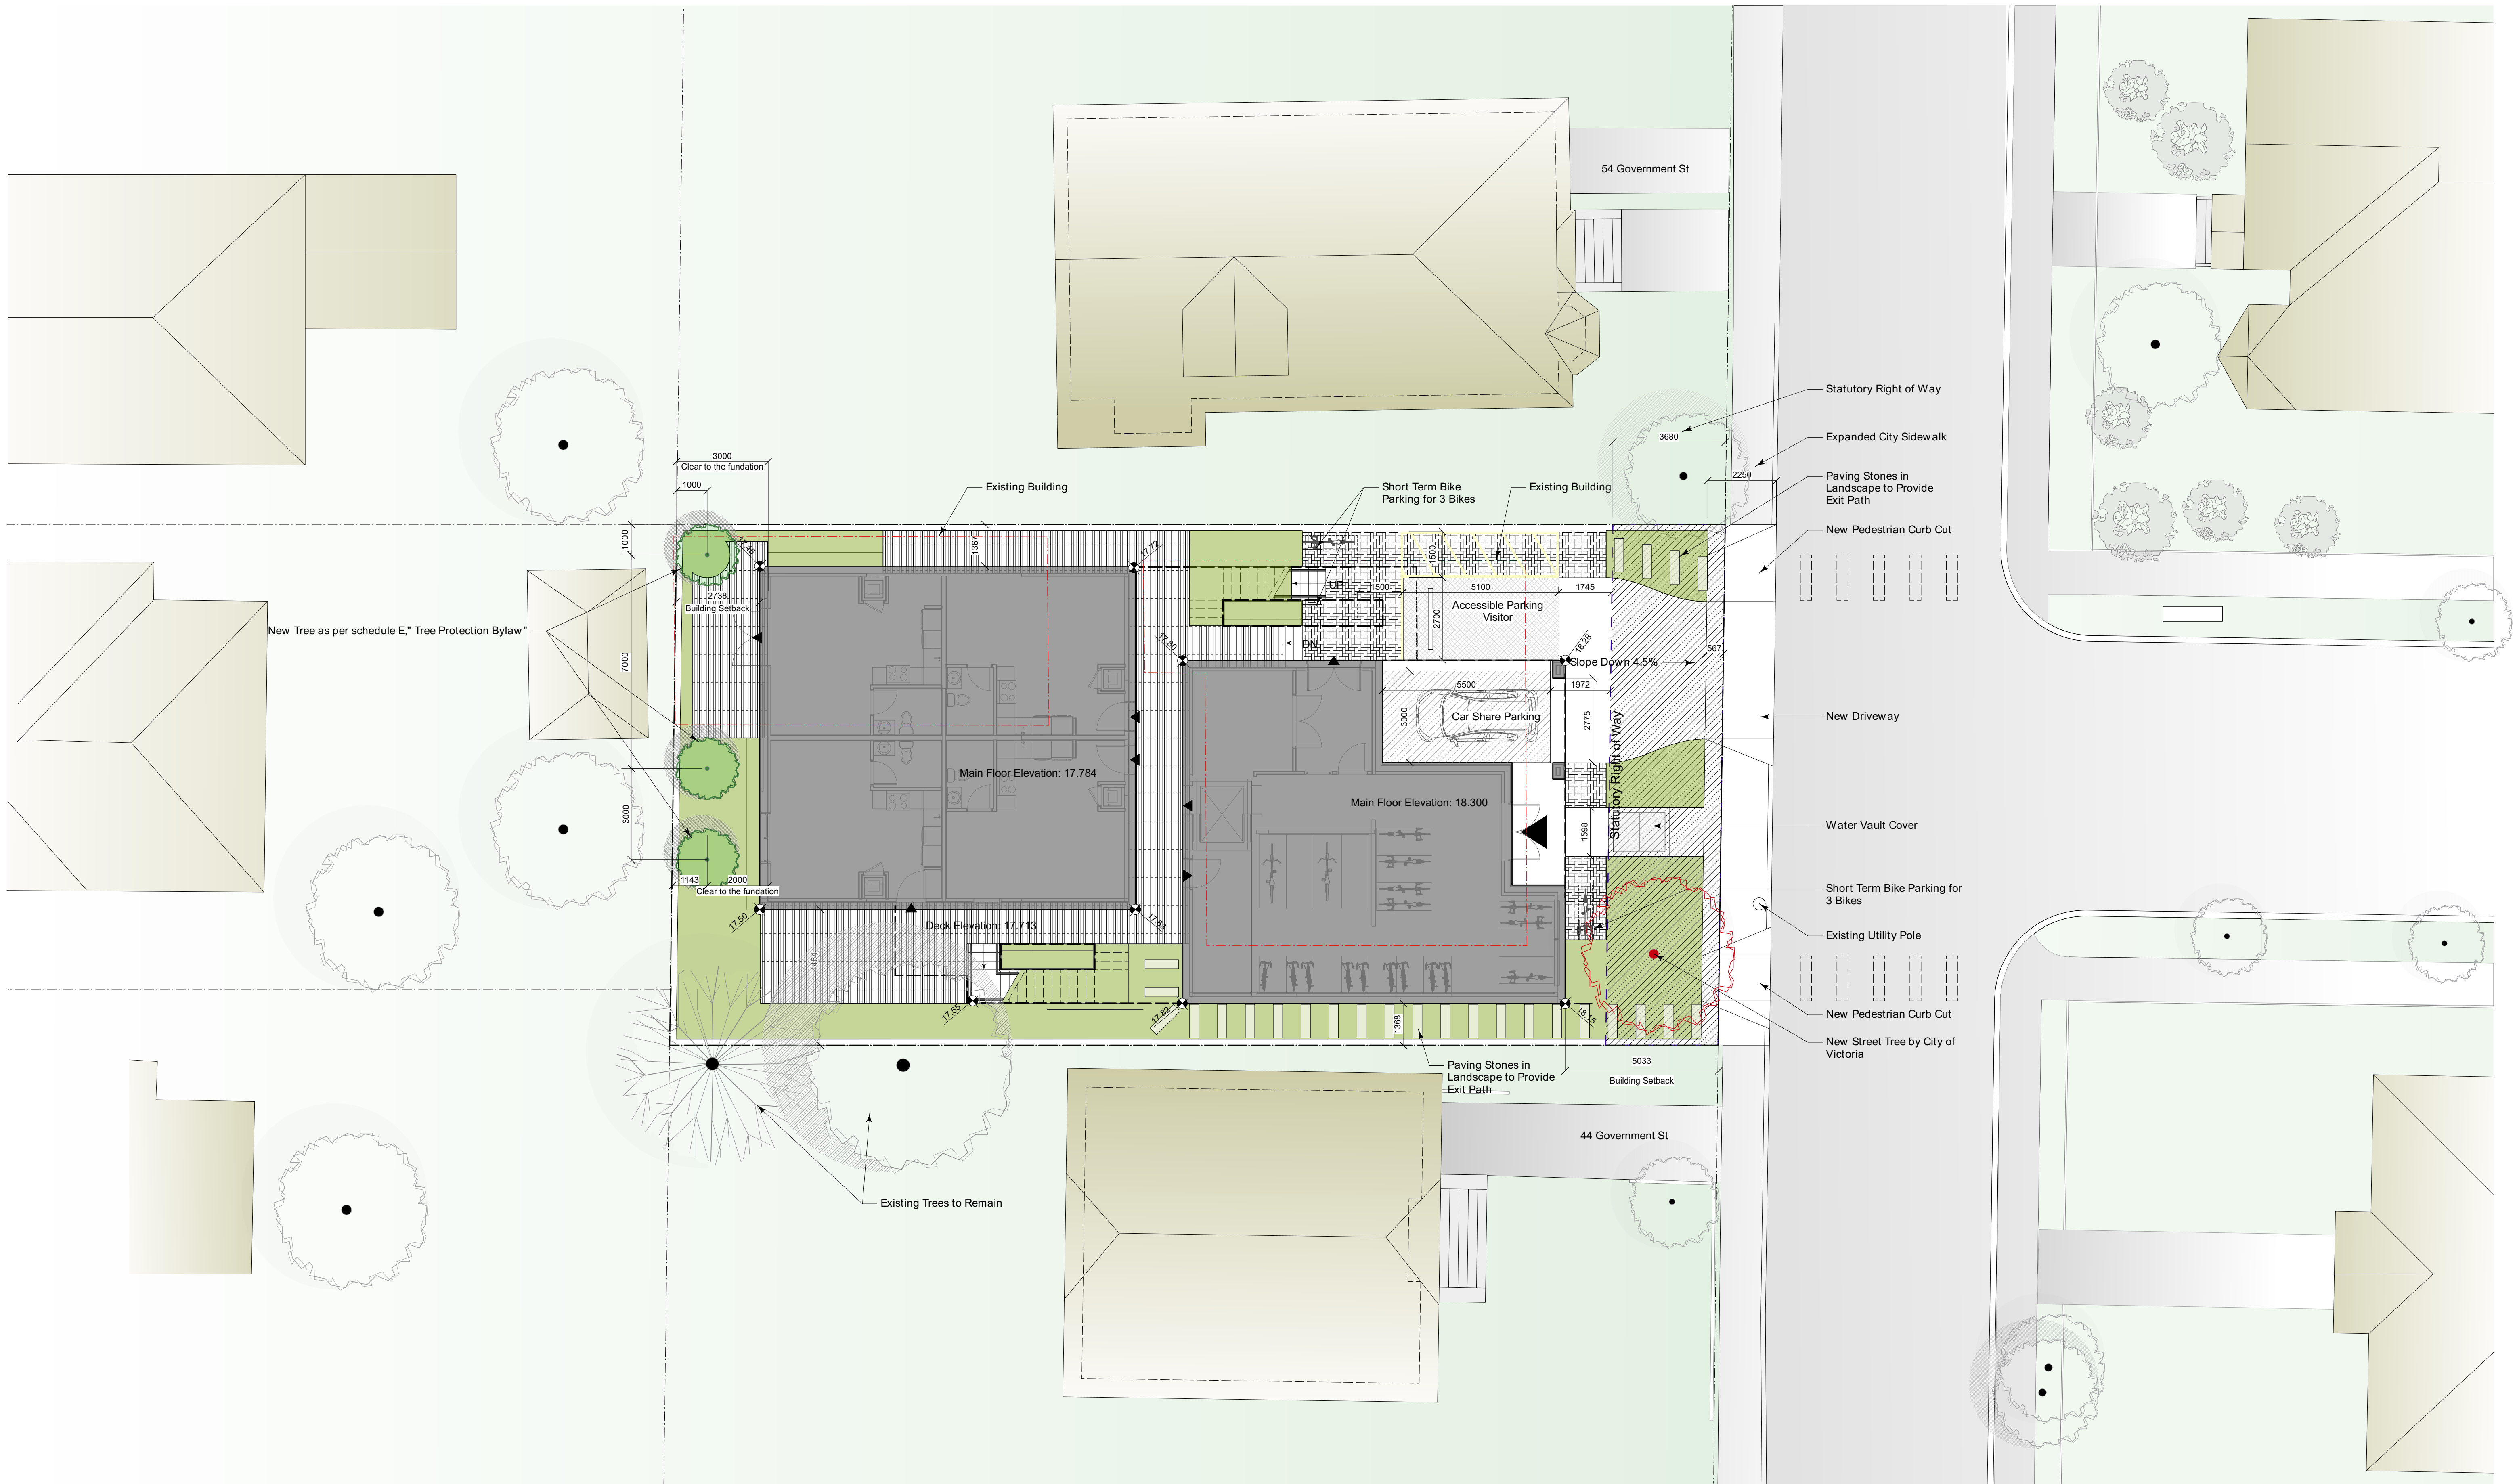 54 Government St
Statutory Right of Way
3680
Expanded City Sidewalk
3000
Clear to the fundation
2250
Paving Stones in
Landscape to Provide
Exit Path
1000
Existing Building
Short Term Bike
Parking for 3 Bikes
Existing Building
New Pedestrian Curb Cut
1000
17.45
1367
17.72
1500
UP
1500
5100
1745
2738
Building Setback
Accessible Parking
Visitor
2700
New Tree as per schedule E," Tree Protection Bylaw"
17.80
DN
18.28
567
7000
Slope Down 4.5%
5500
1972
3000
Car Share Parking
2775
New Driveway
Statutory Right of Way
Main Floor Elevation: 17.784
Main Floor Elevation: 18.300
3000
1598
Water Vault Cover
1143
2000
Clear to the fundation
Short Term Bike Parking for
3 Bikes
17.50
Deck Elevation: 17.713
17.68
Existing Utility Pole
4454
17.55
17.82
1368
18.15
New Pedestrian Curb Cut
New Street Tree by City of
Victoria
Paving Stones in
Landscape to Provide
Exit Path
5033
Building Setback
44 Government St
Existing Trees to Remain